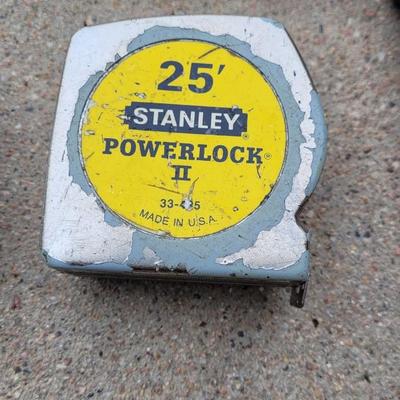 25'
STANLEY®
POWERLOCK®
II
MADE IN U.S.A.